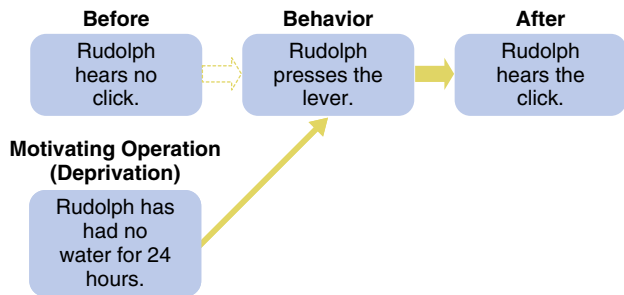 Before
Behavior
After
Rudolph
hears no
click.
Rudolph
presses the
lever.
Rudolph
hears the
click.
Motivating Operation
(Deprivation)
Rudolph has
had no
water for 24
hours.